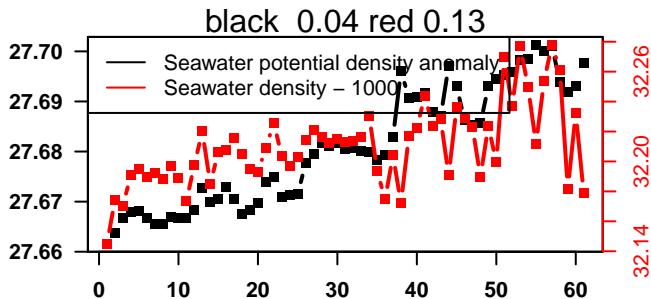 black 0.04 red 0.13
Seawater potential density anomaly
Seawater density – 1000
27.70
27.69
27.68
27.67
27.66
32.26
32.20
32.14
0 10 20 30 40 50 60